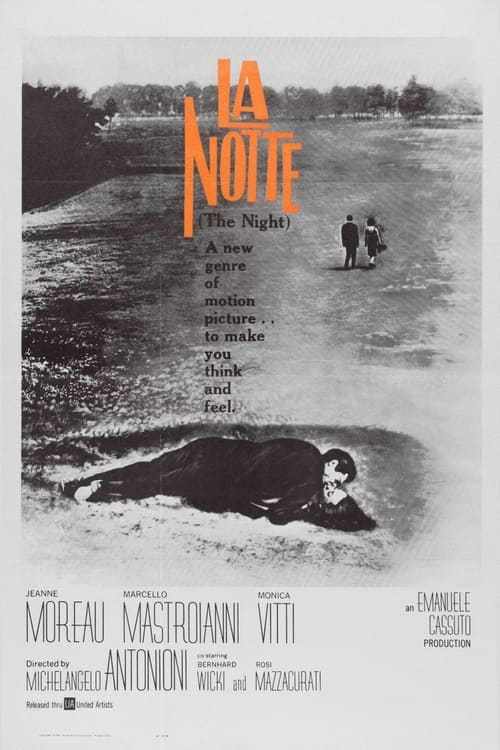 LA
NOTTE
(The Night)
A new
genre
of
motion
picture . .
to make
you
think
and
feel.
JEANNE
MOREAU
MARCELLO
MASTROIANNI
MONICA
VITTI
an EMANUELE
CASSUTO
PRODUCTION
Directed by
MICHELANGELO ANTONIONI
co-starring
BERNHARD
WICKI and
ROSI
MAZZACURATI
Released thru UA United Artists